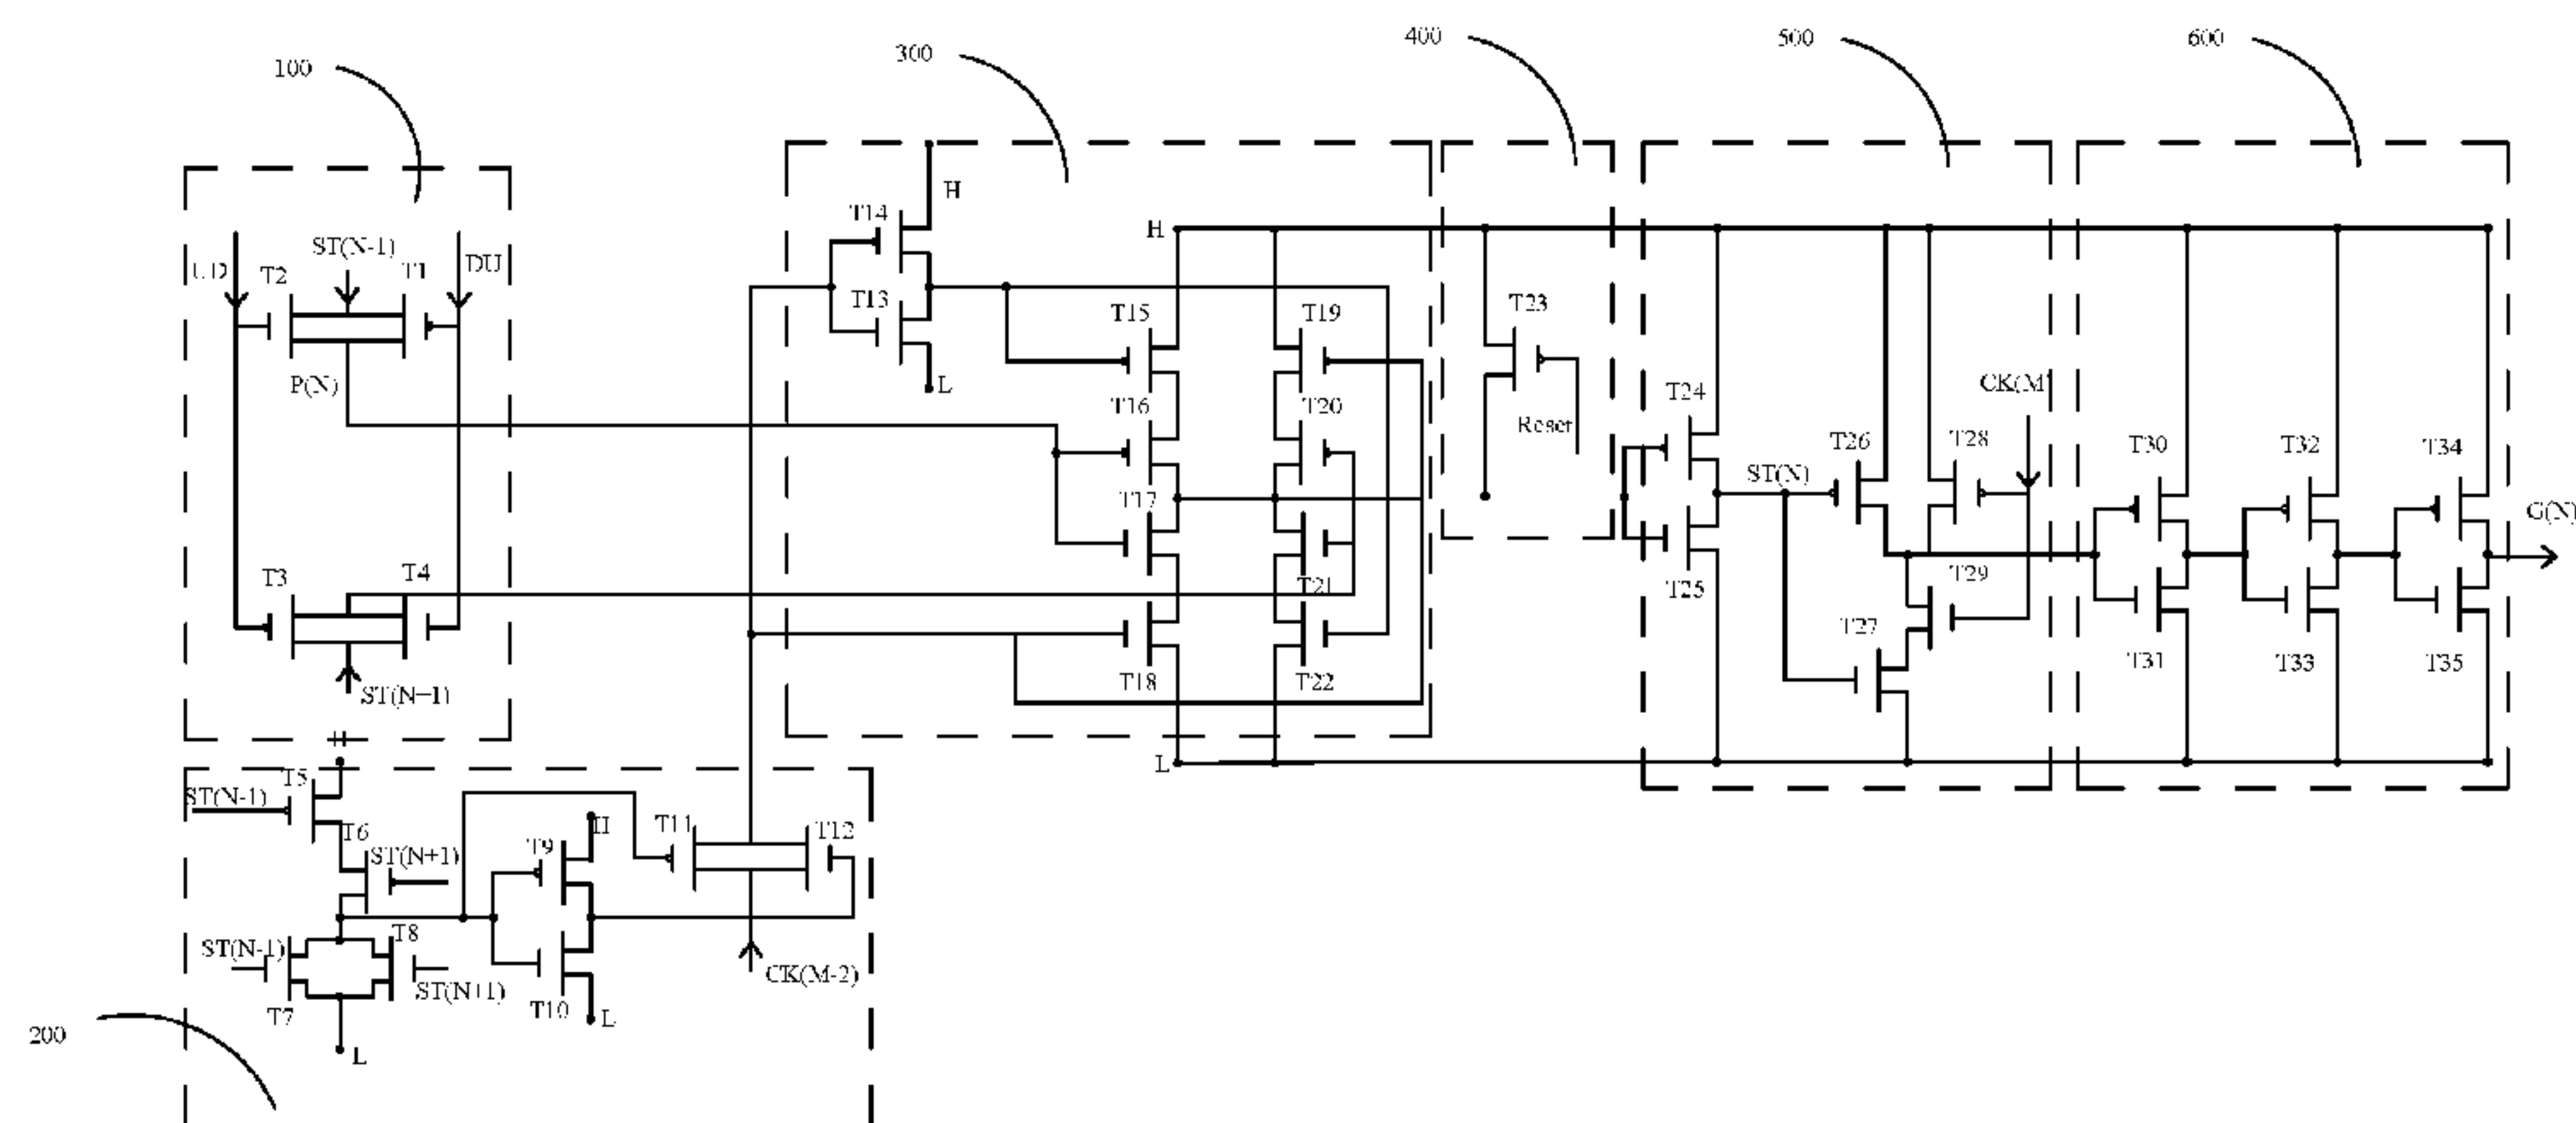 100
300
400
500
600
H
T14
ST(N-1)
UD
T2
T1
DU
H
T13
T15
T19
T23
P(N)
L
CK(M
T24
T16
T20
Reset
T26
T28
T30
T32
T34
ST(N)
T17
G(N)
T3
T4
T21
T25
T29
T27
T31
T33
T35
ST(N+1)
T18
T22
H
L
T5
ST(N-1)
T6
ST(N+1)
T9
H
T11
T12
ST(N-1)
T8
CK(M-2)
ST(N+1)
T7
T10
L
200
L